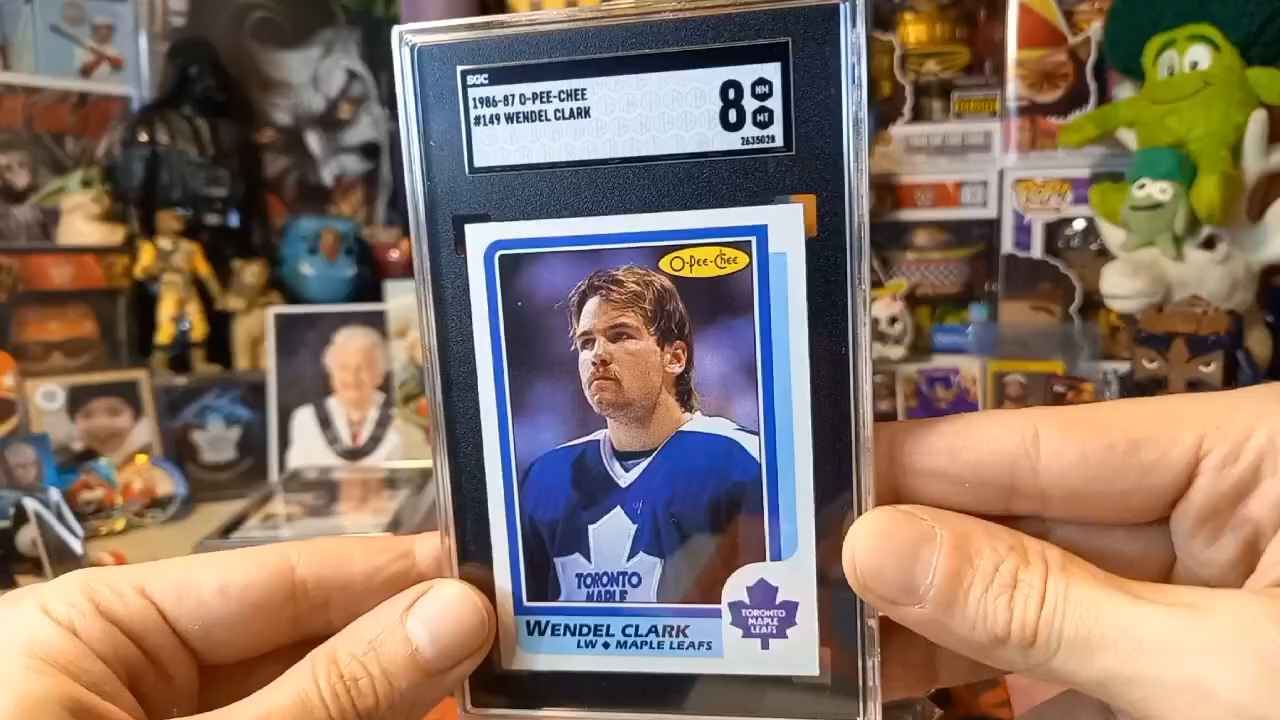 SGC
1986-87 O-PEE-CHEE
#149 WENDEL CLARK
8
NM
MT
2635028
O-PEE-CHEE
TORONTO
MAPLE
TORONTO
MAPLE
LEAFS
WENDEL CLARK
LW ◆ MAPLE LEAFS
POP!